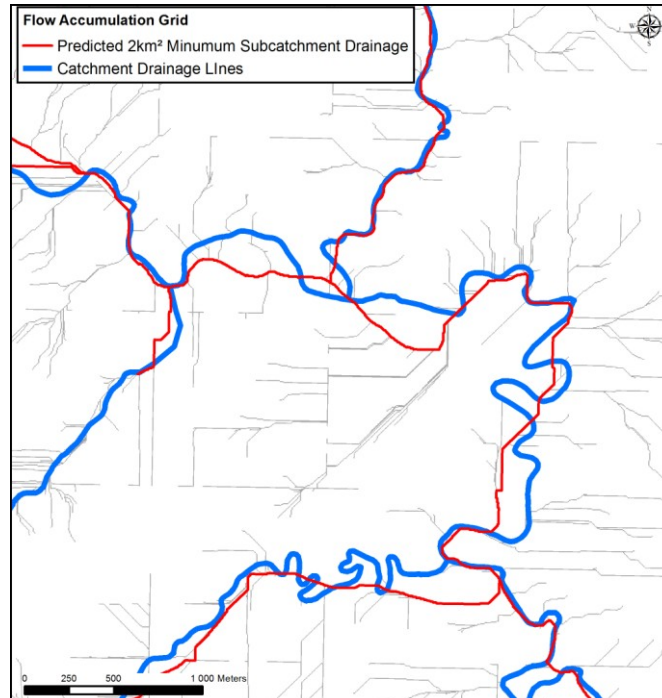 Flow Accumulation Grid
Predicted 2km² Minumum Subcatchment Drainage
Catchment Drainage LInes
N
W E
S
0 250 500 1 000 Meters